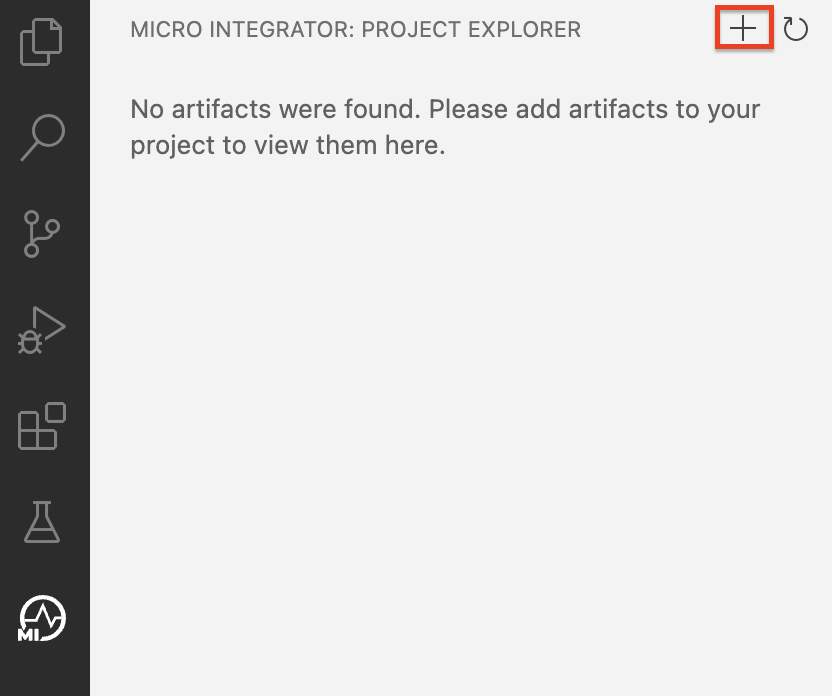 MICRO INTEGRATOR: PROJECT EXPLORER
No artifacts were found. Please add artifacts to your
project to view them here.
MI